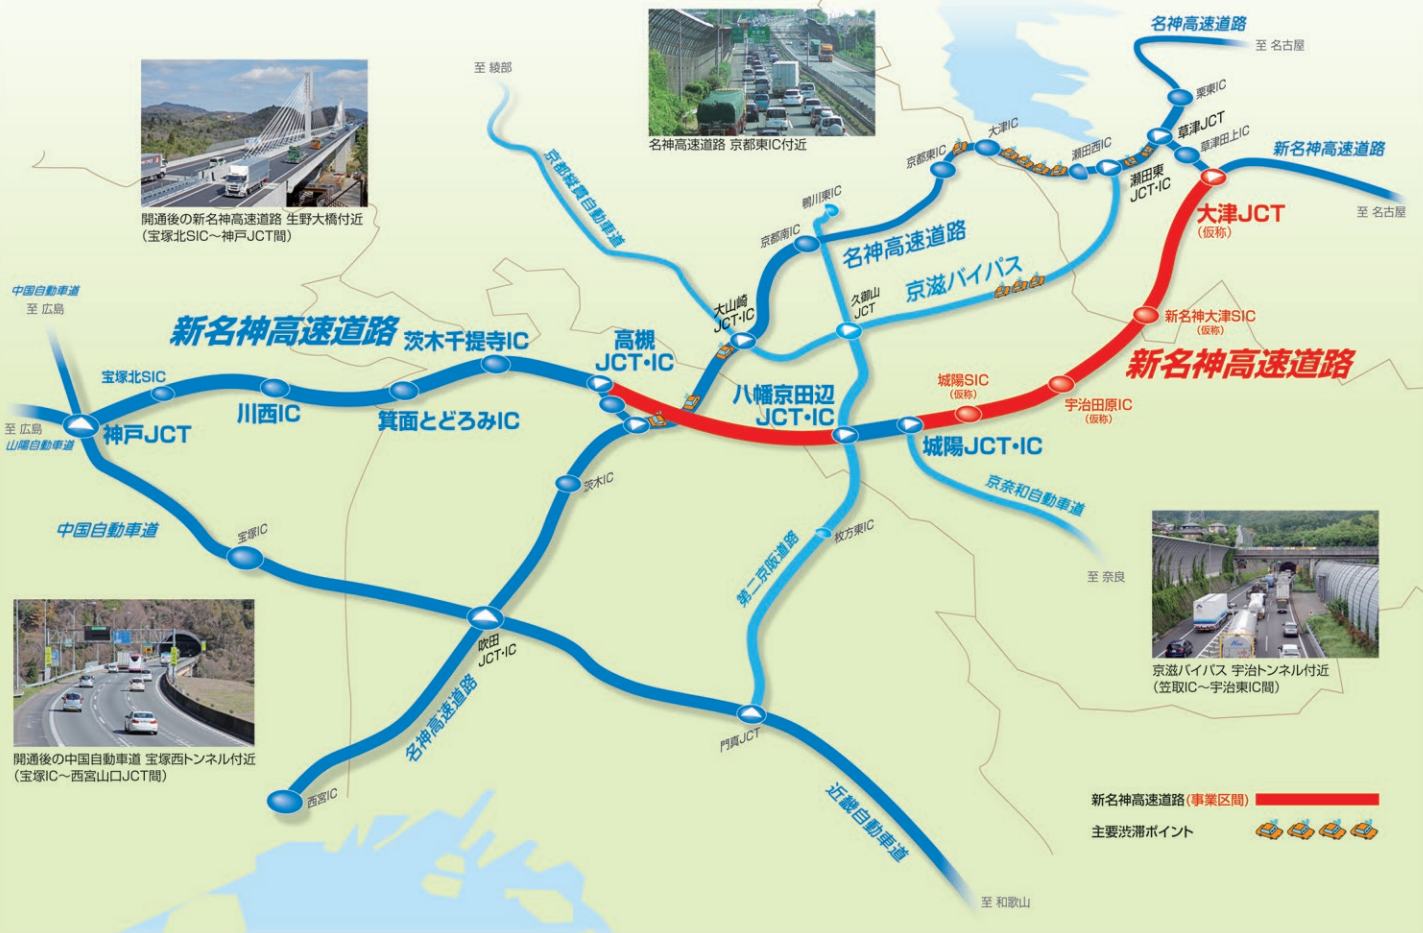 名神高速道路
至 名古屋
至 綾部
栗東IC
大津IC
草津JCT
草津田上IC
名神高速道路 京都東IC付近
京都東IC
瀬田西IC
瀬田東
JCT・IC
新名神高速道路
至 名古屋
京都縦貫自動車道
鴨川東IC
大津JCT
(仮称)
開通後の新名神高速道路 生野大橋付近
(宝塚北SIC～神戸JCT間)
京都南IC
名神高速道路
京滋バイパス
中国自動車道
至 広島
大山崎
JCT・IC
久御山
JCT
新名神大津SIC
(仮称)
新名神高速道路
茨木千提寺IC
高槻
JCT・IC
新名神高速道路
宝塚北SIC
川西IC
箕面とどろみIC
八幡京田辺
JCT・IC
城陽SIC
(仮称)
宇治田原IC
(仮称)
至 広島
山陽自動車道
神戸JCT
城陽JCT・IC
茨木IC
京奈和自動車道
中国自動車道
宝塚IC
第二京阪道路
枚方東IC
至 奈良
吹田
JCT・IC
京滋バイパス 宇治トンネル付近
(笠取IC～宇治東IC間)
名神高速道路
門真JCT
開通後の中国自動車道 宝塚西トンネル付近
(宝塚IC～西宮山口JCT間)
西宮IC
近畿自動車道
新名神高速道路(事業区間)
主要渋滞ポイント
至 和歌山